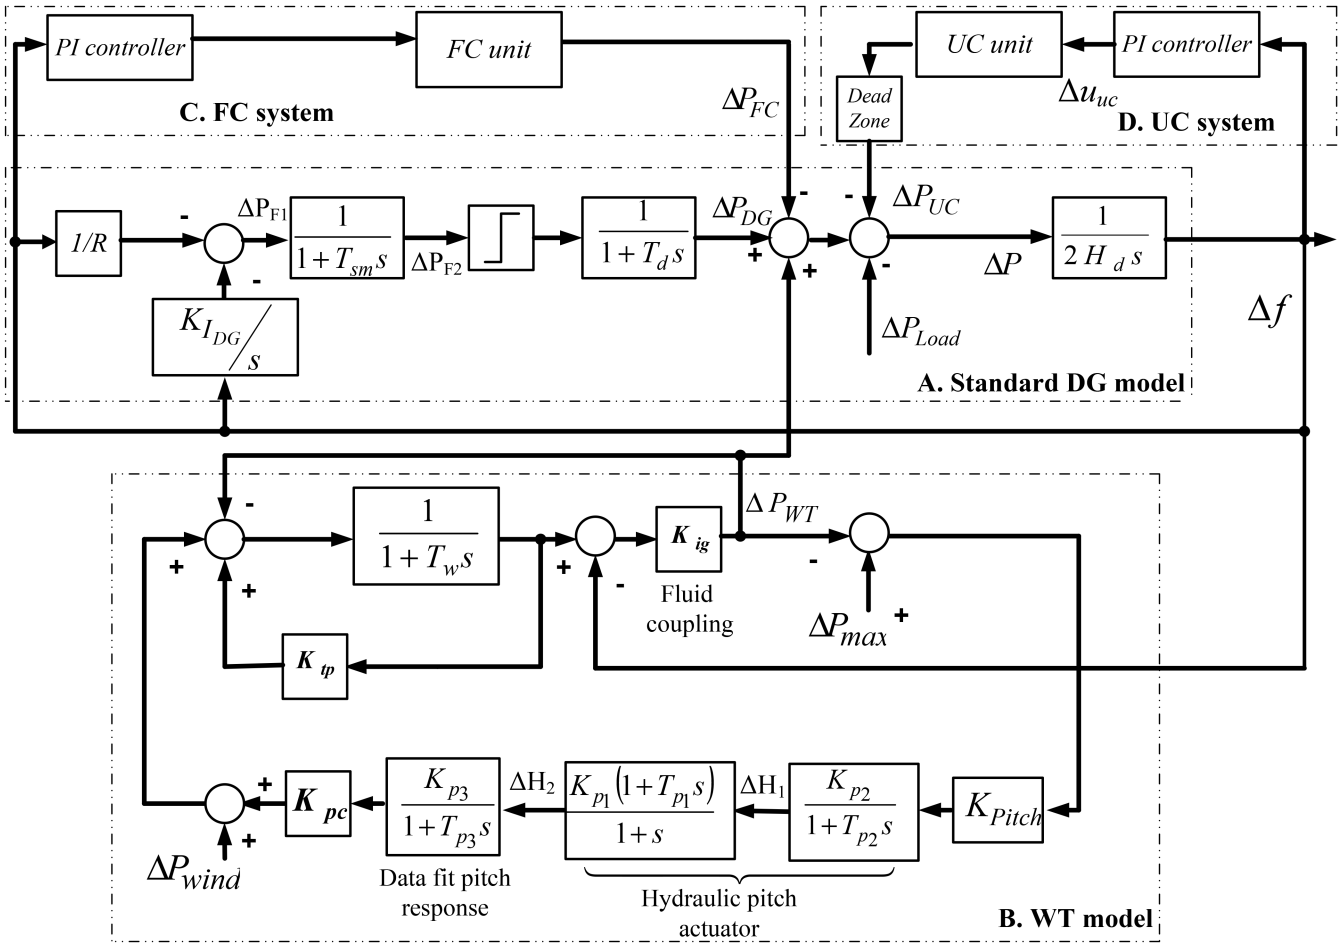 PI controller
FC unit
C. FC system
ΔP_FC
UC unit
PI controller
Δu_uc
Dead
Zone
D. UC system
1/R
-
-
ΔP_F1
1
1+T_sm s
ΔP_F2
1
1+T_d s
ΔP_DG
+
-
+
-
ΔP_UC
-
ΔP
1
2 H_d s
Δf
K_I_DG / s
ΔP_Load
A. Standard DG model
-
+
+
1
1+T_w s
+
-
K_ig
Fluid
coupling
Δ P_WT
-
ΔP_max
+
K_tp
+
K_pc
K_p3
1+T_p3 s
ΔH_2
K_p1(1+T_p1 s)
1+s
ΔH_1
K_p2
1+T_p2 s
K_Pitch
+
ΔP_wind
Data fit pitch
response
Hydraulic pitch
actuator
B. WT model